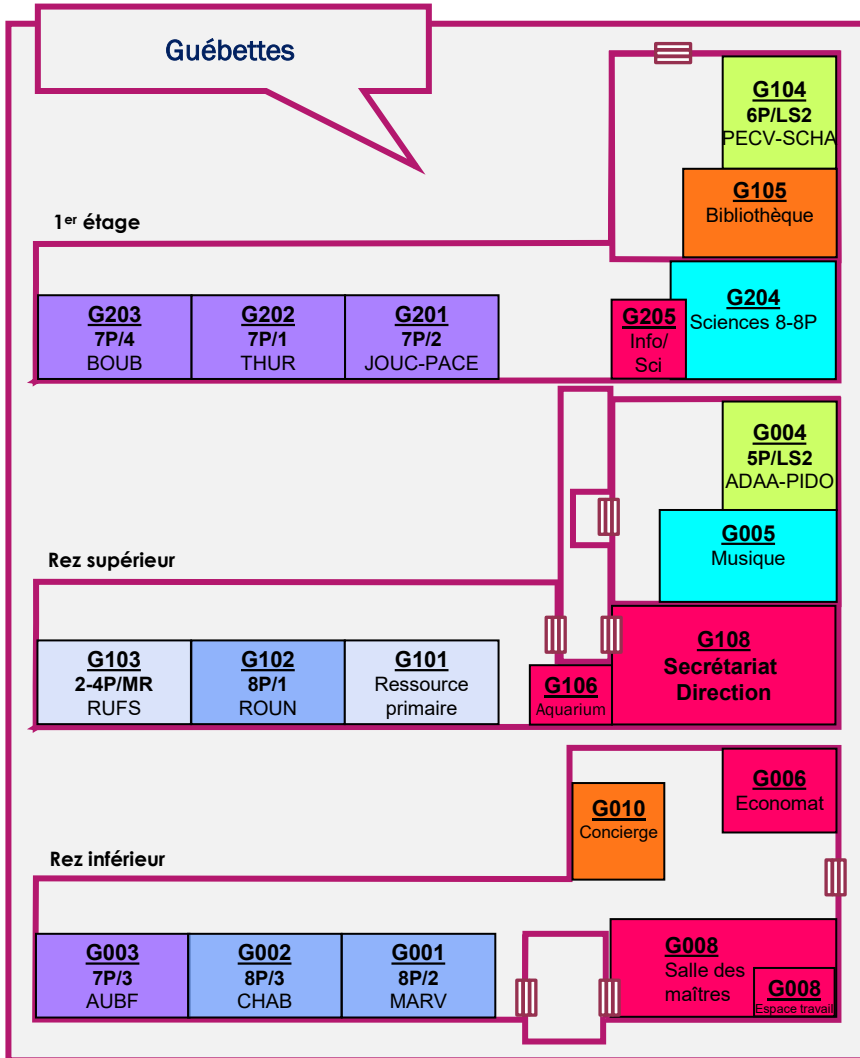 Guébettes
G104
6P/LS2
PECV-SCHA
G105
Bibliothèque
1er étage
G203
7P/4
BOUB
G202
7P/1
THUR
G201
7P/2
JOUC-PACE
G205
Info/
Sci
G204
Sciences 8-8P
G004
5P/LS2
ADAA-PIDO
G005
Musique
Rez supérieur
G103
2-4P/MR
RUFS
G102
8P/1
ROUN
G101
Ressource
primaire
G106
Aquarium
G108
Secrétariat
Direction
G006
Economat
G010
Concierge
Rez inférieur
G003
7P/3
AUBF
G002
8P/3
CHAB
G001
8P/2
MARV
G008
Salle des
maîtres
G008
Espace travail